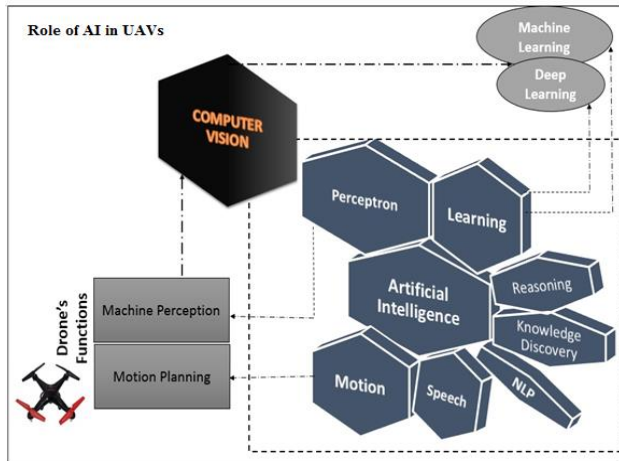 Role of AI in UAVs
Machine
Learning
Deep
Learning
COMPUTER
VISION
Perceptron
Learning
Artificial
Intelligence
Reasoning
Knowledge
Discovery
NLP
Speech
Motion
Drone's
Functions
Machine Perception
Motion Planning